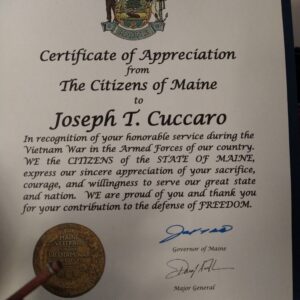 Certificate of Appreciation
from
The Citizens of Maine
to
Joseph T. Cuccaro
In recognition of your honorable service during the
Vietnam War in the Armed Forces of our country.
WE the CITIZENS of the STATE OF MAINE,
express our sincere appreciation of your sacrifice,
courage, and willingness to serve our great state
and nation. WE are proud of you and thank you
for your contribution to the defense of FREEDOM.
Governor of Maine
Major General